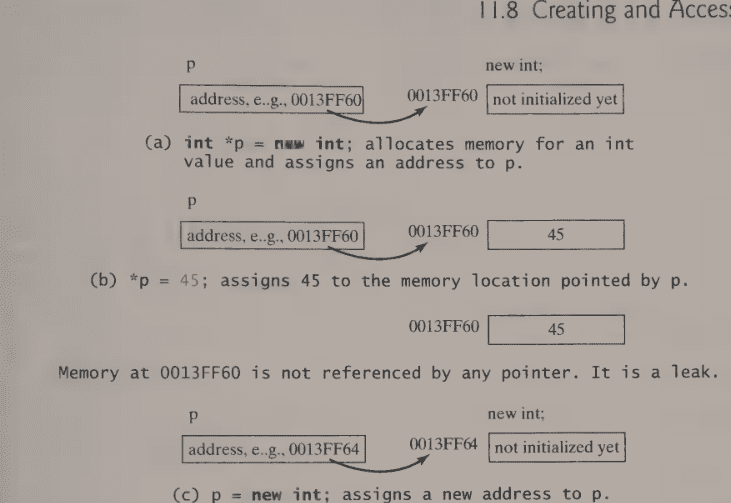 11.8 Creating and
p new int;
address, e..g., 0013FF60 0013FF60 not initialized yet
(a) int *p = new int; allocates memory for an int
value and assigns an address to p.
p
address, e..g., 0013FF60 0013FF60 45
(b) *p = 45; assigns 45 to the memory location pointed by p.
0013FF60 45
Memory at 0013FF60 is not referenced by any pointer. It is a leak.
p new int;
address, e..g., 0013FF64 0013FF64 not initialized yet
(c) p = new int; assigns a new address to p.